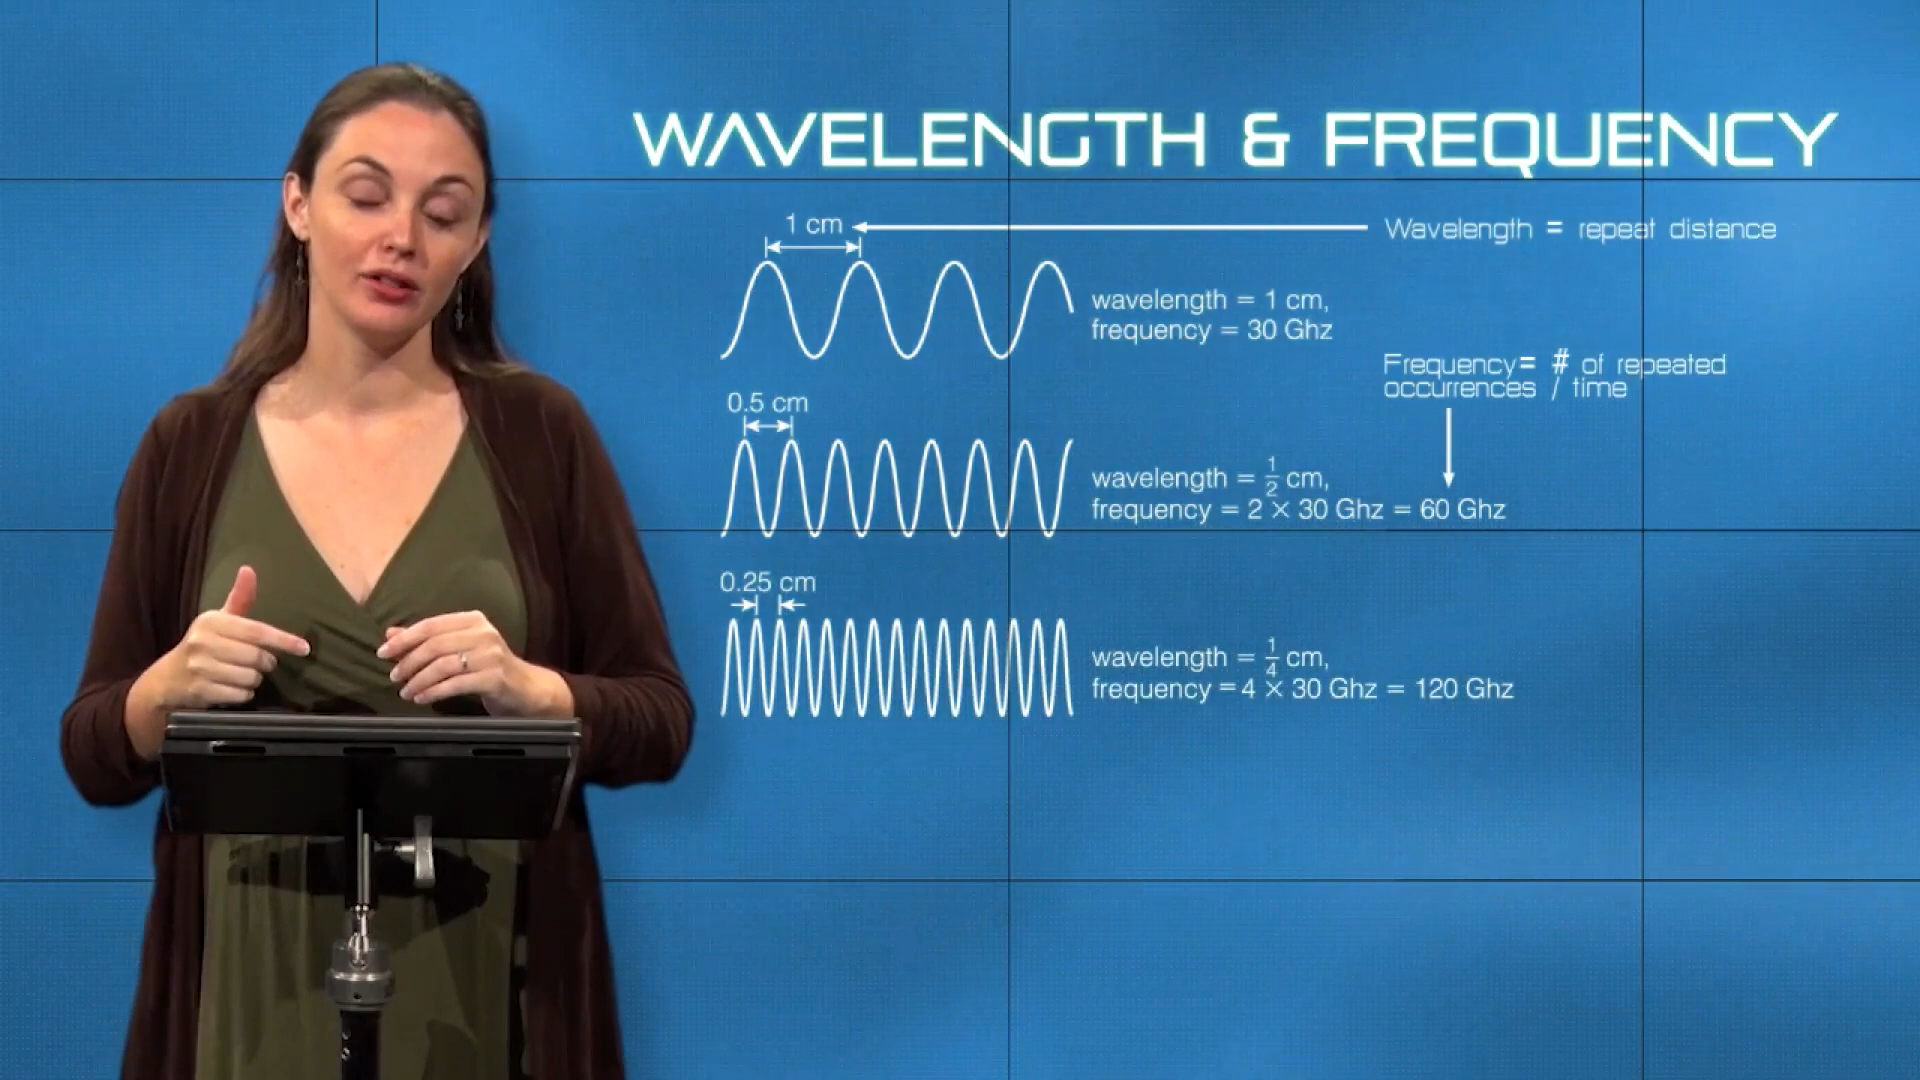 WAVELENGTH & FREQUENCY
1 cm
Wavelength = repeat distance
wavelength = 1 cm,
frequency = 30 Ghz
Frequency= # of repeated
occurrences / time
0.5 cm
wavelength = 1/2 cm,
frequency = 2 × 30 Ghz = 60 Ghz
0.25 cm
wavelength = 1/4 cm,
frequency = 4 × 30 Ghz = 120 Ghz